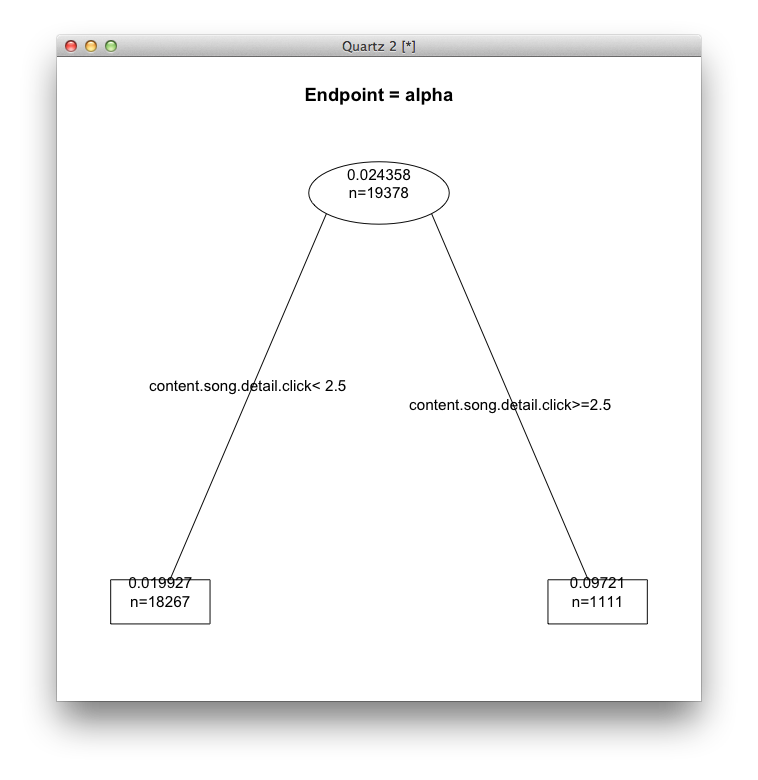 Quartz 2 [*]
Endpoint = alpha
0.024358
n=19378
content.song.detail.click< 2.5
content.song.detail.click>=2.5
0.019927
n=18267
0.09721
n=1111